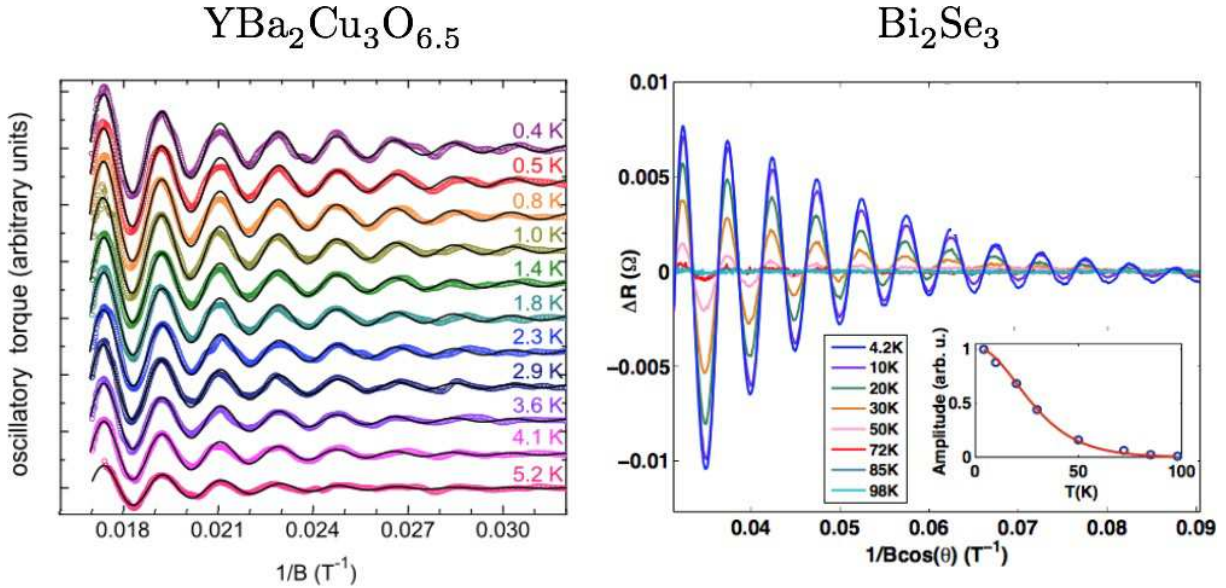 YBa₂Cu₃O₆.₅
oscillatory torque (arbitrary units)
0.4 K
0.5 K
0.8 K
1.0 K
1.4 K
1.8 K
2.3 K
2.9 K
3.6 K
4.1 K
5.2 K
0.018 0.021 0.024 0.027 0.030
1/B (T⁻¹)
Bi₂Se₃
0.01
0.005
0
−0.005
−0.01
ΔR (Ω)
4.2K
10K
20K
30K
50K
72K
85K
98K
Amplitude (arb. u.)
1
0.5
0
0 50 100
T(K)
0.04 0.05 0.06 0.07 0.08 0.09
1/Bcos(θ) (T⁻¹)